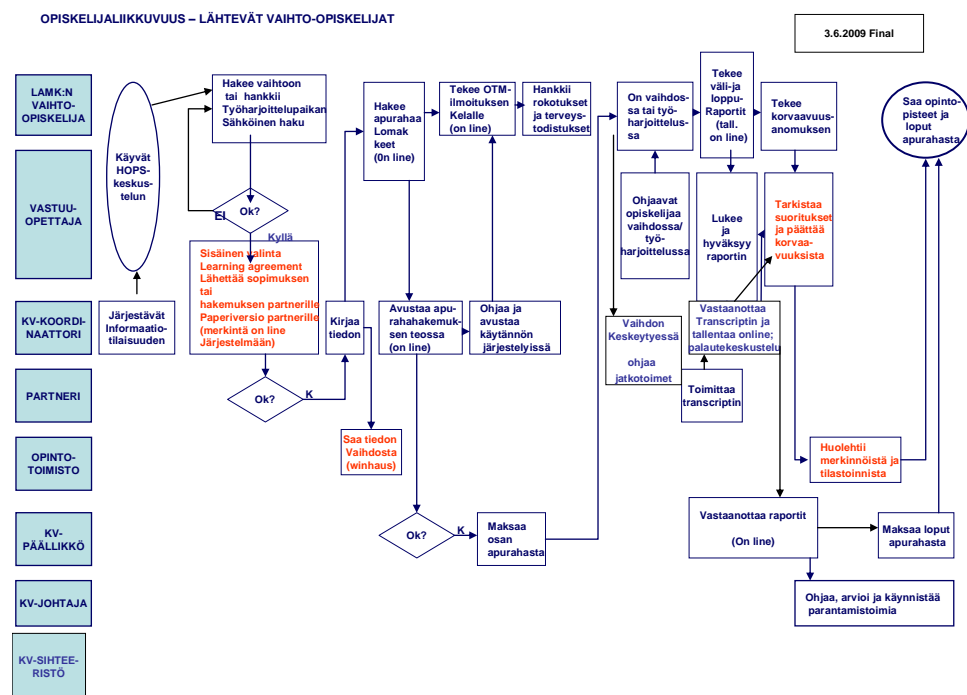 OPISKELIJALIIKKUVUUS – LÄHTEVÄT VAIHTO-OPISKELIJAT
3.6.2009 Final
LAMK:N
VAIHTO-
OPISKELIJA
VASTUU-
OPETTAJA
KV-KOORDI-
NAATTORI
PARTNERI
OPINTO-
TOIMISTO
KV-
PÄÄLLIKKÖ
KV-JOHTAJA
KV-SIHTEE-
RISTÖ
Käyvät
HOPS-
keskus-
telun
Järjestävät
Informaatio-
tilaisuuden
Hakee vaihtoon
tai hankkii
Työharjoittelupaikan
Sähköinen haku
Ok?
EI
Kyllä
Sisäinen valinta
Learning agreement
Lähettää sopimuksen
tai
hakemuksen partnerille
Paperiversio partnerille
(merkintä on line
Järjestelmään)
Ok?
K
Kirjaa
tiedon
Saa tiedon
Vaihdosta
(winhaus)
Hakee
apurahaa
Lomak
keet
(0n line)
Avustaa apu-
rahahakemuk-
sen teossa
(on line)
Ok?
K
Tekee OTM-
ilmoituksen
Kelalle
(on line)
Hankkii
rokotukset
ja terveys-
todistukset
Ohjaa ja
avustaa
käytännön
järjestelyissä
Maksaa
osan
apurahasta
On vaihdos-
sa tai työ-
harjoittelus-
sa
Ohjaavat
opiskelijaa
vaihdossa/
työ-
harjoittelussa
Vaihdon
Keskeytyessä
ohjaa
jatkotoimet
Tekee
väli-ja
loppu-
Raportit
(tall.
on line)
Lukee
ja
hyväksyy
raportin
Vastaanottaa
Transcriptin ja
tallentaa online;
palautekeskustelu
Toimittaa
transcriptin
Tekee
korvaavuus-
anomuksen
Tarkistaa
suoritukset
ja päättää
korvaa-
vuuksista
Huolehtii
merkinnöistä ja
tilastoinnista
Vastaanottaa raportit
(On line)
Maksaa loput
apurahasta
Ohjaa, arvioi ja käynnistää
parantamistoimia
Saa opinto-
pisteet ja
loput
apurahasta